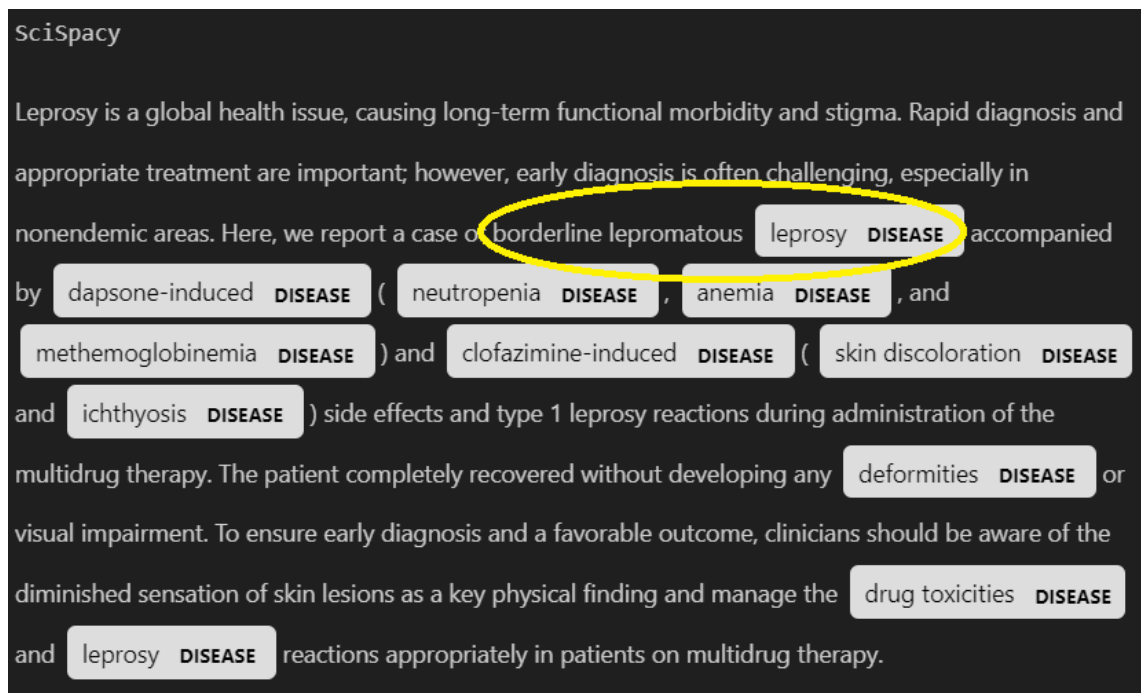 SciSpacy
Leprosy is a global health issue, causing long-term functional morbidity and stigma. Rapid diagnosis and
appropriate treatment are important; however, early diagnosis is often challenging, especially in
nonendemic areas. Here, we report a case of borderline lepromatous leprosy DISEASE accompanied
by dapsone-induced DISEASE ( neutropenia DISEASE , anemia DISEASE , and
methemoglobinemia DISEASE ) and clofazimine-induced DISEASE ( skin discoloration DISEASE
and ichthyosis DISEASE ) side effects and type 1 leprosy reactions during administration of the
multidrug therapy. The patient completely recovered without developing any deformities DISEASE or
visual impairment. To ensure early diagnosis and a favorable outcome, clinicians should be aware of the
diminished sensation of skin lesions as a key physical finding and manage the drug toxicities DISEASE
and leprosy DISEASE reactions appropriately in patients on multidrug therapy.